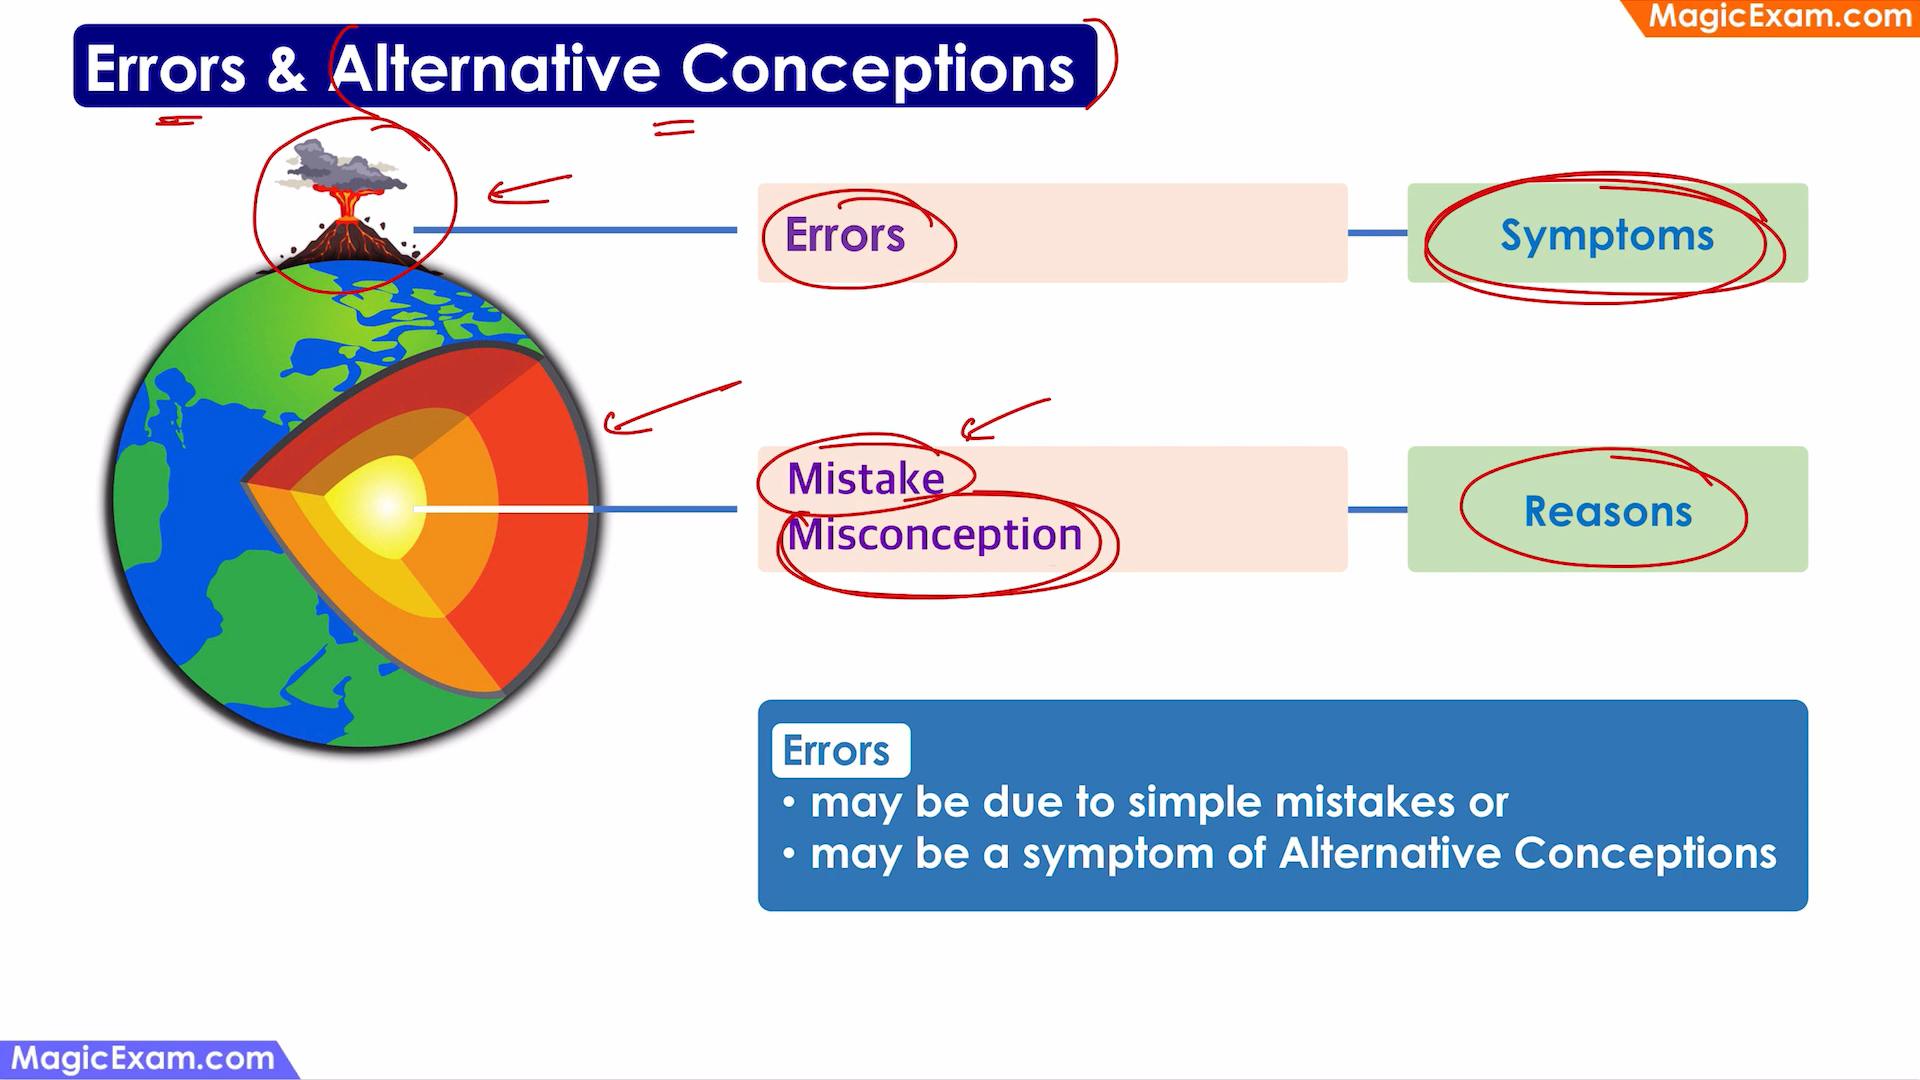 MagicExam.com
Errors & Alternative Conceptions
Errors
Symptoms
Mistake
Misconception
Reasons
Errors
• may be due to simple mistakes or
• may be a symptom of Alternative Conceptions
MagicExam.com